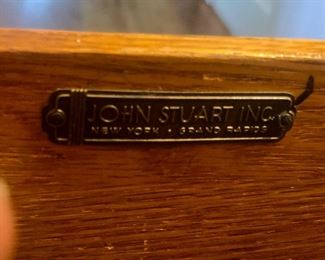 JOHN STUART INC.
NEW YORK • GRAND RAPIDS